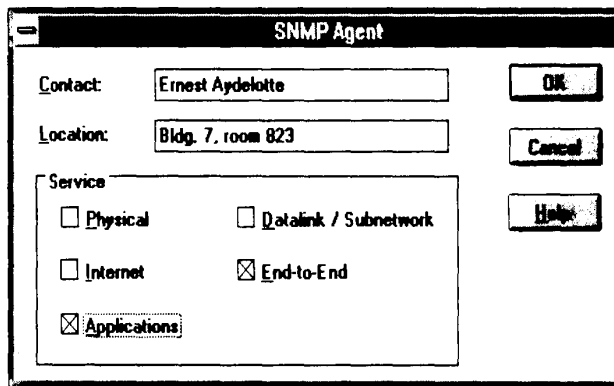 SNMP Agent
Contact: Ernest Aydelotte
Location: Bldg. 7, room 823
OK
Cancel
Help
Service
Physical
Datalink / Subnetwork
Internet
End-to-End
Applications